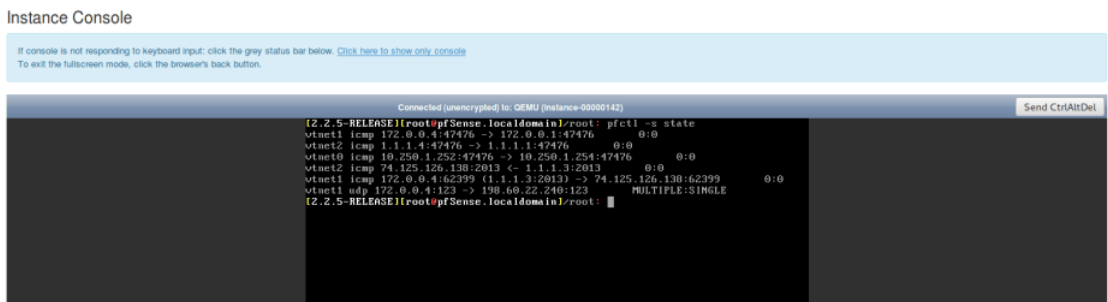 Instance Console
If console is not responding to keyboard input: click the grey status bar below. Click here to show only console
To exit the fullscreen mode, click the browser's back button.
Connected (unencrypted) to: QEMU (instance-00000142)
Send CtrlAltDel
[2.2.5-RELEASE][root@pfSense.localdomain]/root: pfctl -s state
vtnet1 icmp 172.0.0.4:47476 -> 172.0.0.1:47476 0:0
vtnet2 icmp 1.1.1.4:47476 -> 1.1.1.1:47476 0:0
vtnet0 icmp 10.250.1.252:47476 -> 10.250.1.254:47476 0:0
vtnet2 icmp 74.125.126.138:2013 <- 1.1.1.3:2013 0:0
vtnet1 icmp 172.0.0.4:62399 (1.1.1.3:2013) -> 74.125.126.138:62399 0:0
vtnet1 udp 172.0.0.4:123 -> 198.60.22.240:123 MULTIPLE:SINGLE
[2.2.5-RELEASE][root@pfSense.localdomain]/root: